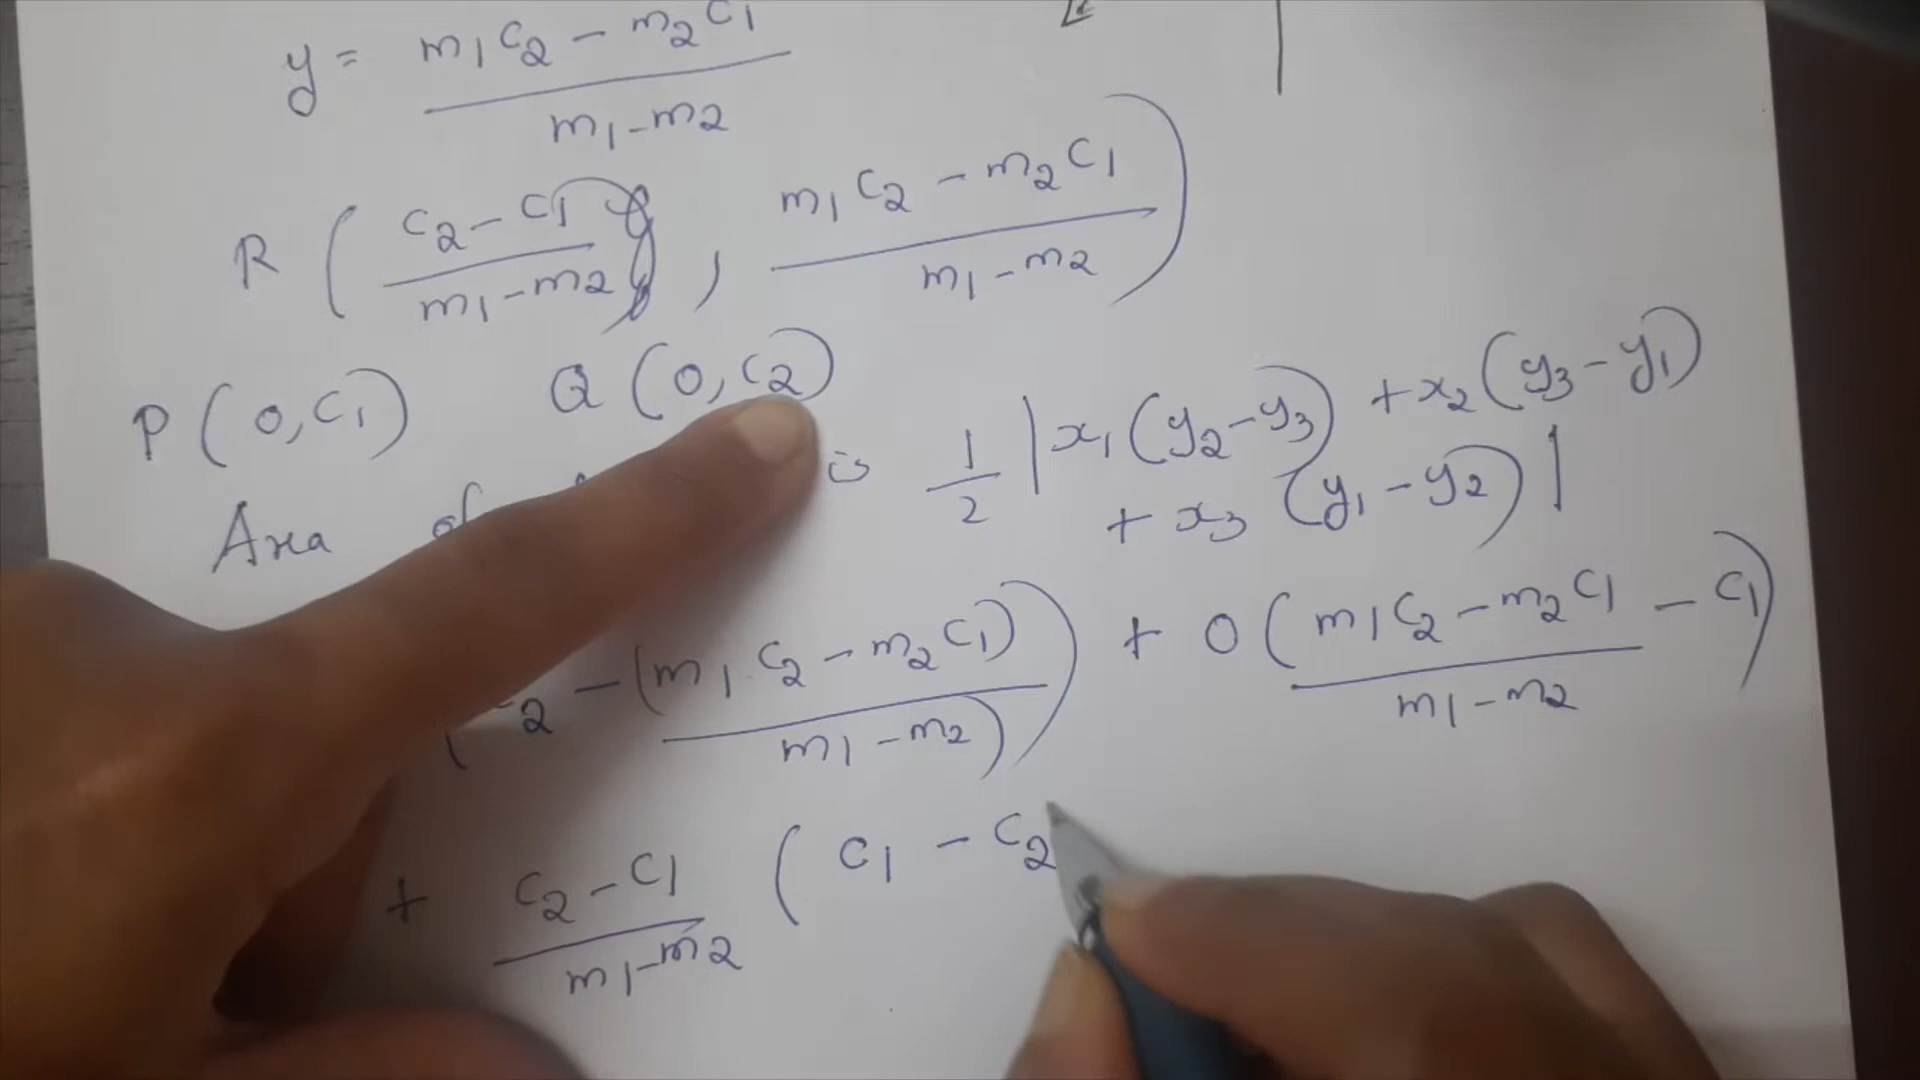 y = m1c2 - m2c1 / m1-m2
R ( c2-c1 / m1-m2 , m1c2 - m2c1 / m1-m2 )
P (0,c1) Q (0,c2)
Area of is 1/2 | x1 (y2-y3) + x2 (y3-y1)
+ x3 (y1-y2) |
( c2 - (m1c2 - m2c1) / m1-m2 ) ) + 0 ( m1c2 - m2c1 / m1-m2 - c1 )
+ c2-c1 / m1-m2 ( c1 - c2